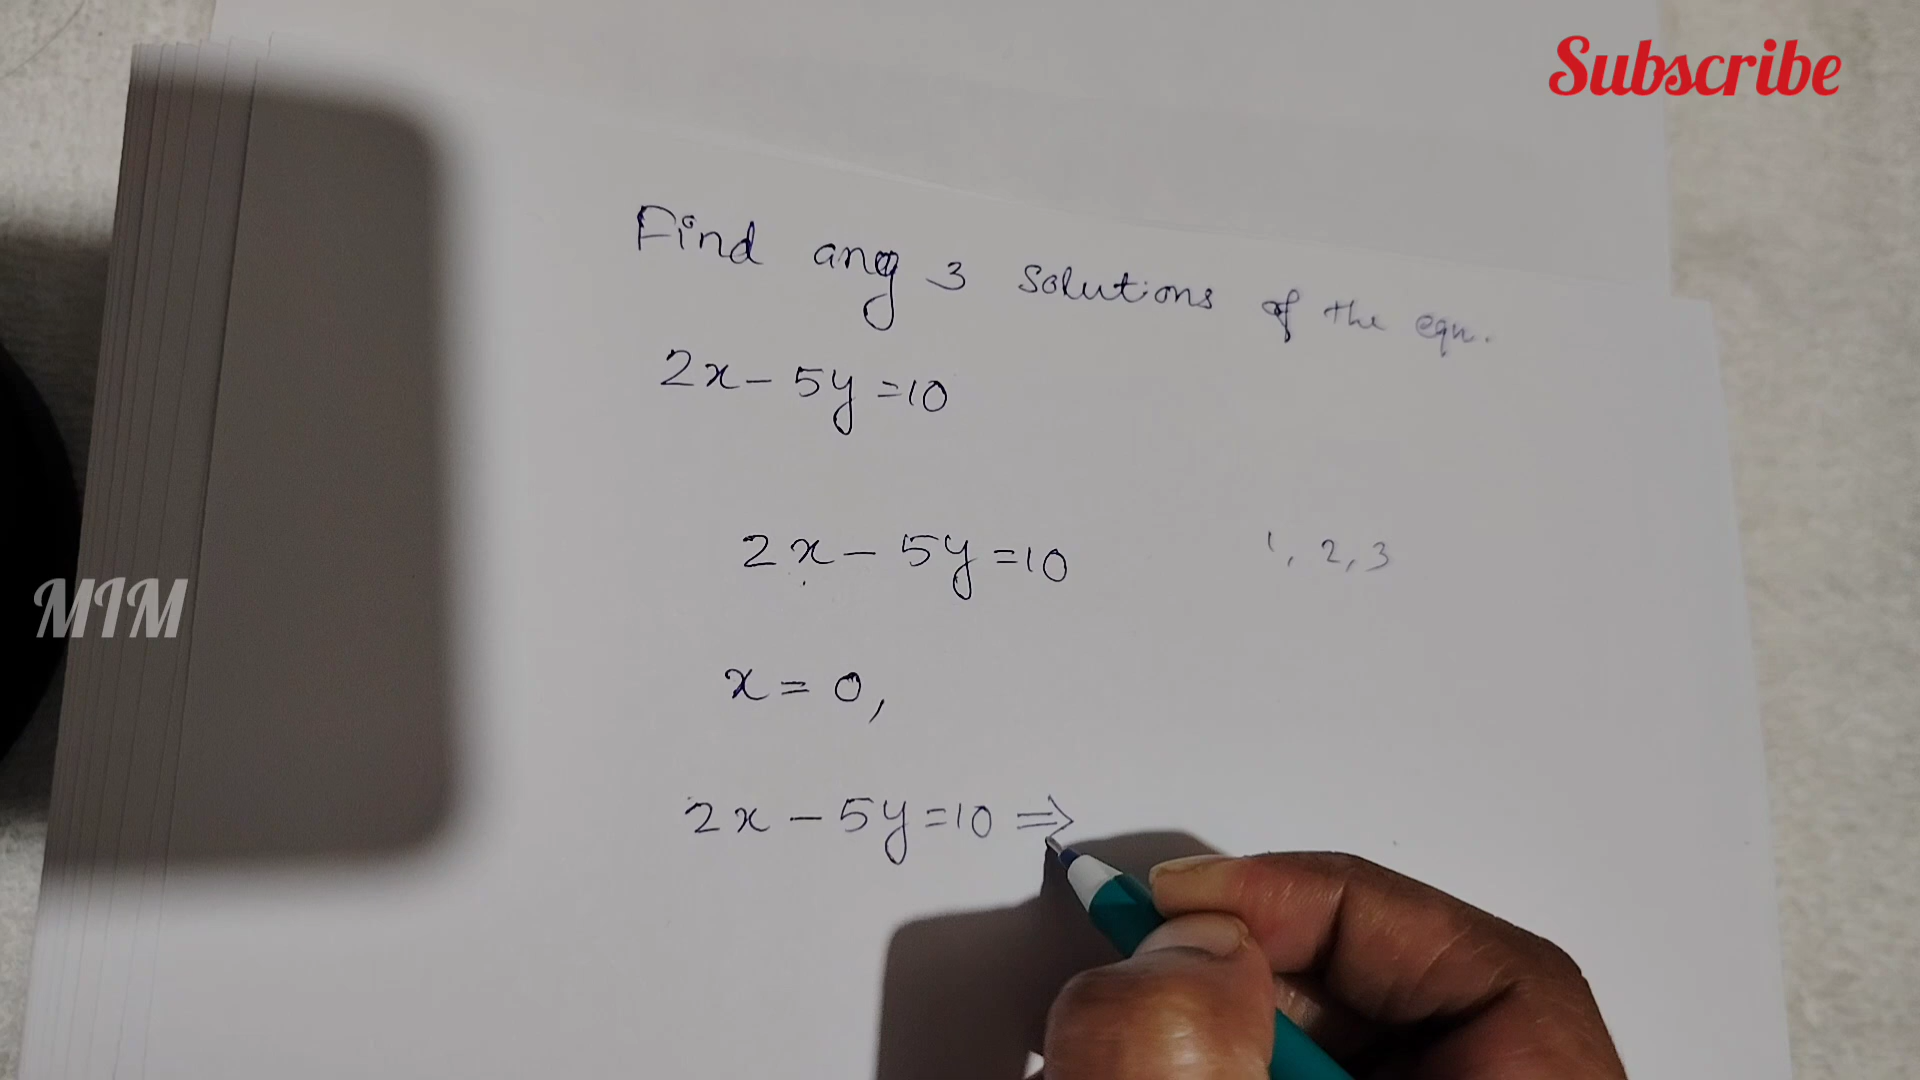 Subscribe
Find any 3 solutions of the eqn.
2x - 5y = 10
2x - 5y = 10 1, 2, 3
MIM
x = 0,
2x - 5y = 10 ⇒